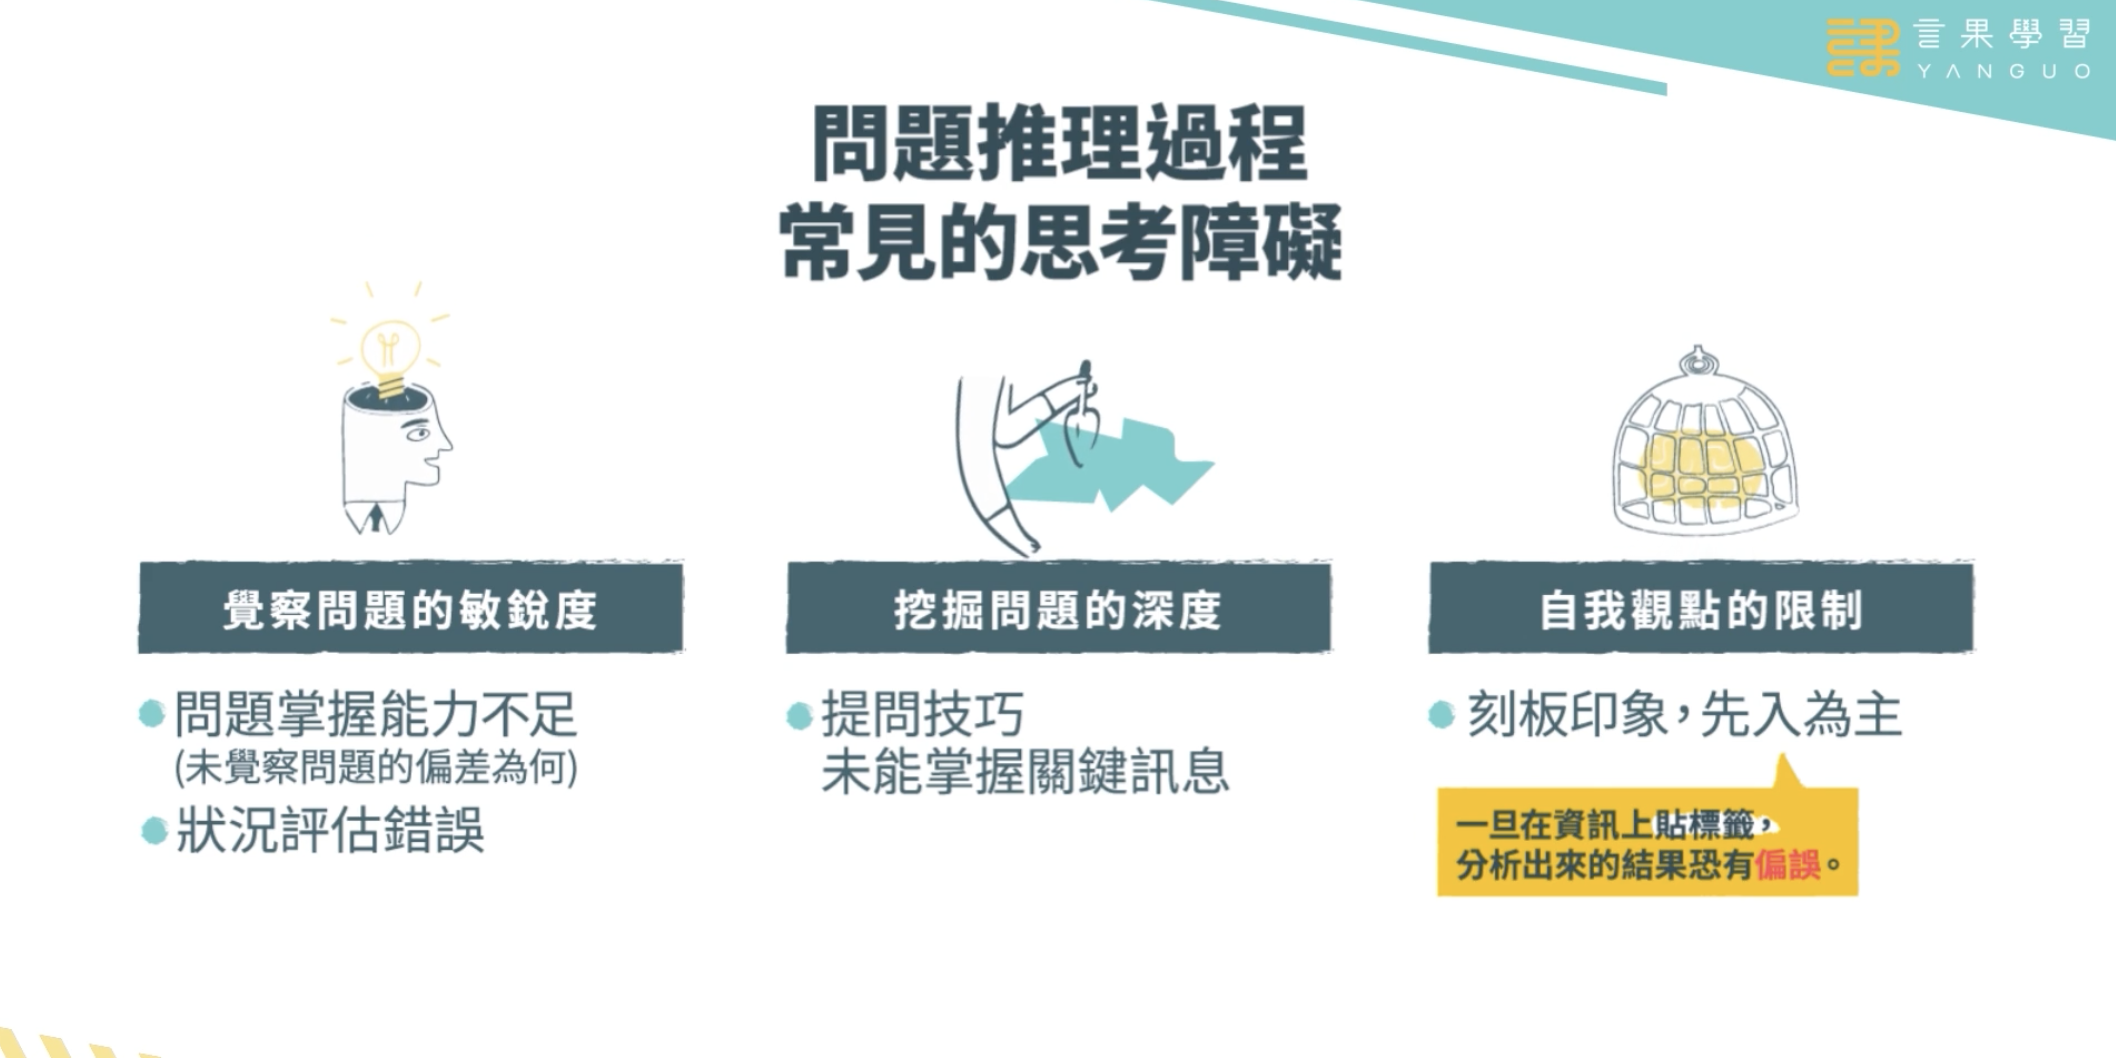 言果學習
YANGUO
問題推理過程
常見的思考障礙
覺察問題的敏銳度
問題掌握能力不足
(未覺察問題的偏差為何)
狀況評估錯誤
挖掘問題的深度
提問技巧
未能掌握關鍵訊息
自我觀點的限制
刻板印象，先入為主
一旦在資訊上貼標籤，
分析出來的結果恐有偏誤。